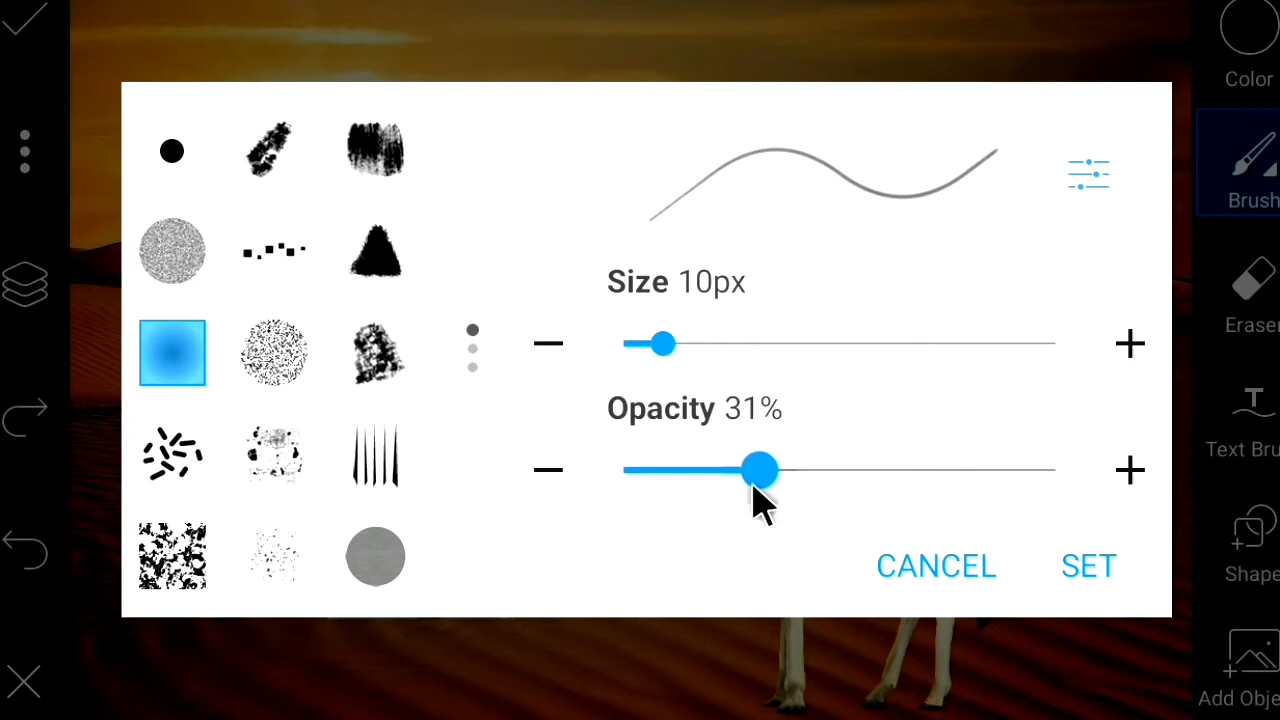 Color
Brush
Size 10px
Eraser
Opacity 31%
Text Bru
CANCEL SET
Shape
Add Obje